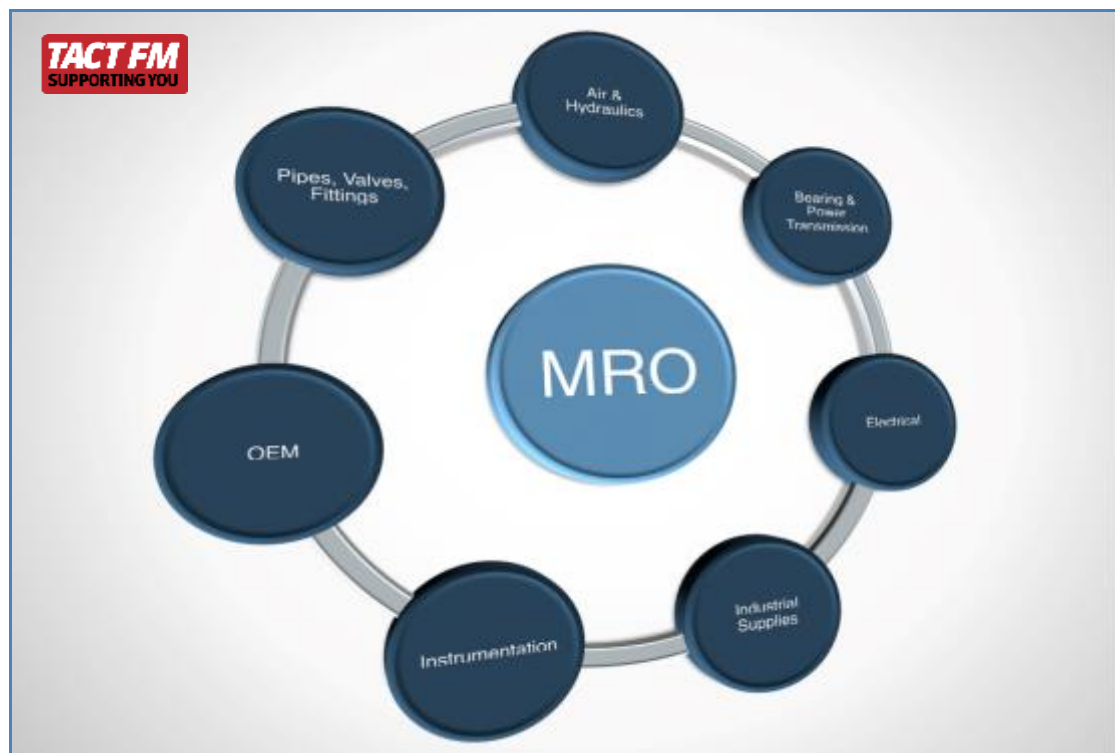 TACT FM
SUPPORTING YOU
Air &
Hydraulics
Pipes, Valves,
Fittings
Bearing &
Power
Transmission
MRO
OEM
Electrical
Industrial
Supplies
Instrumentation